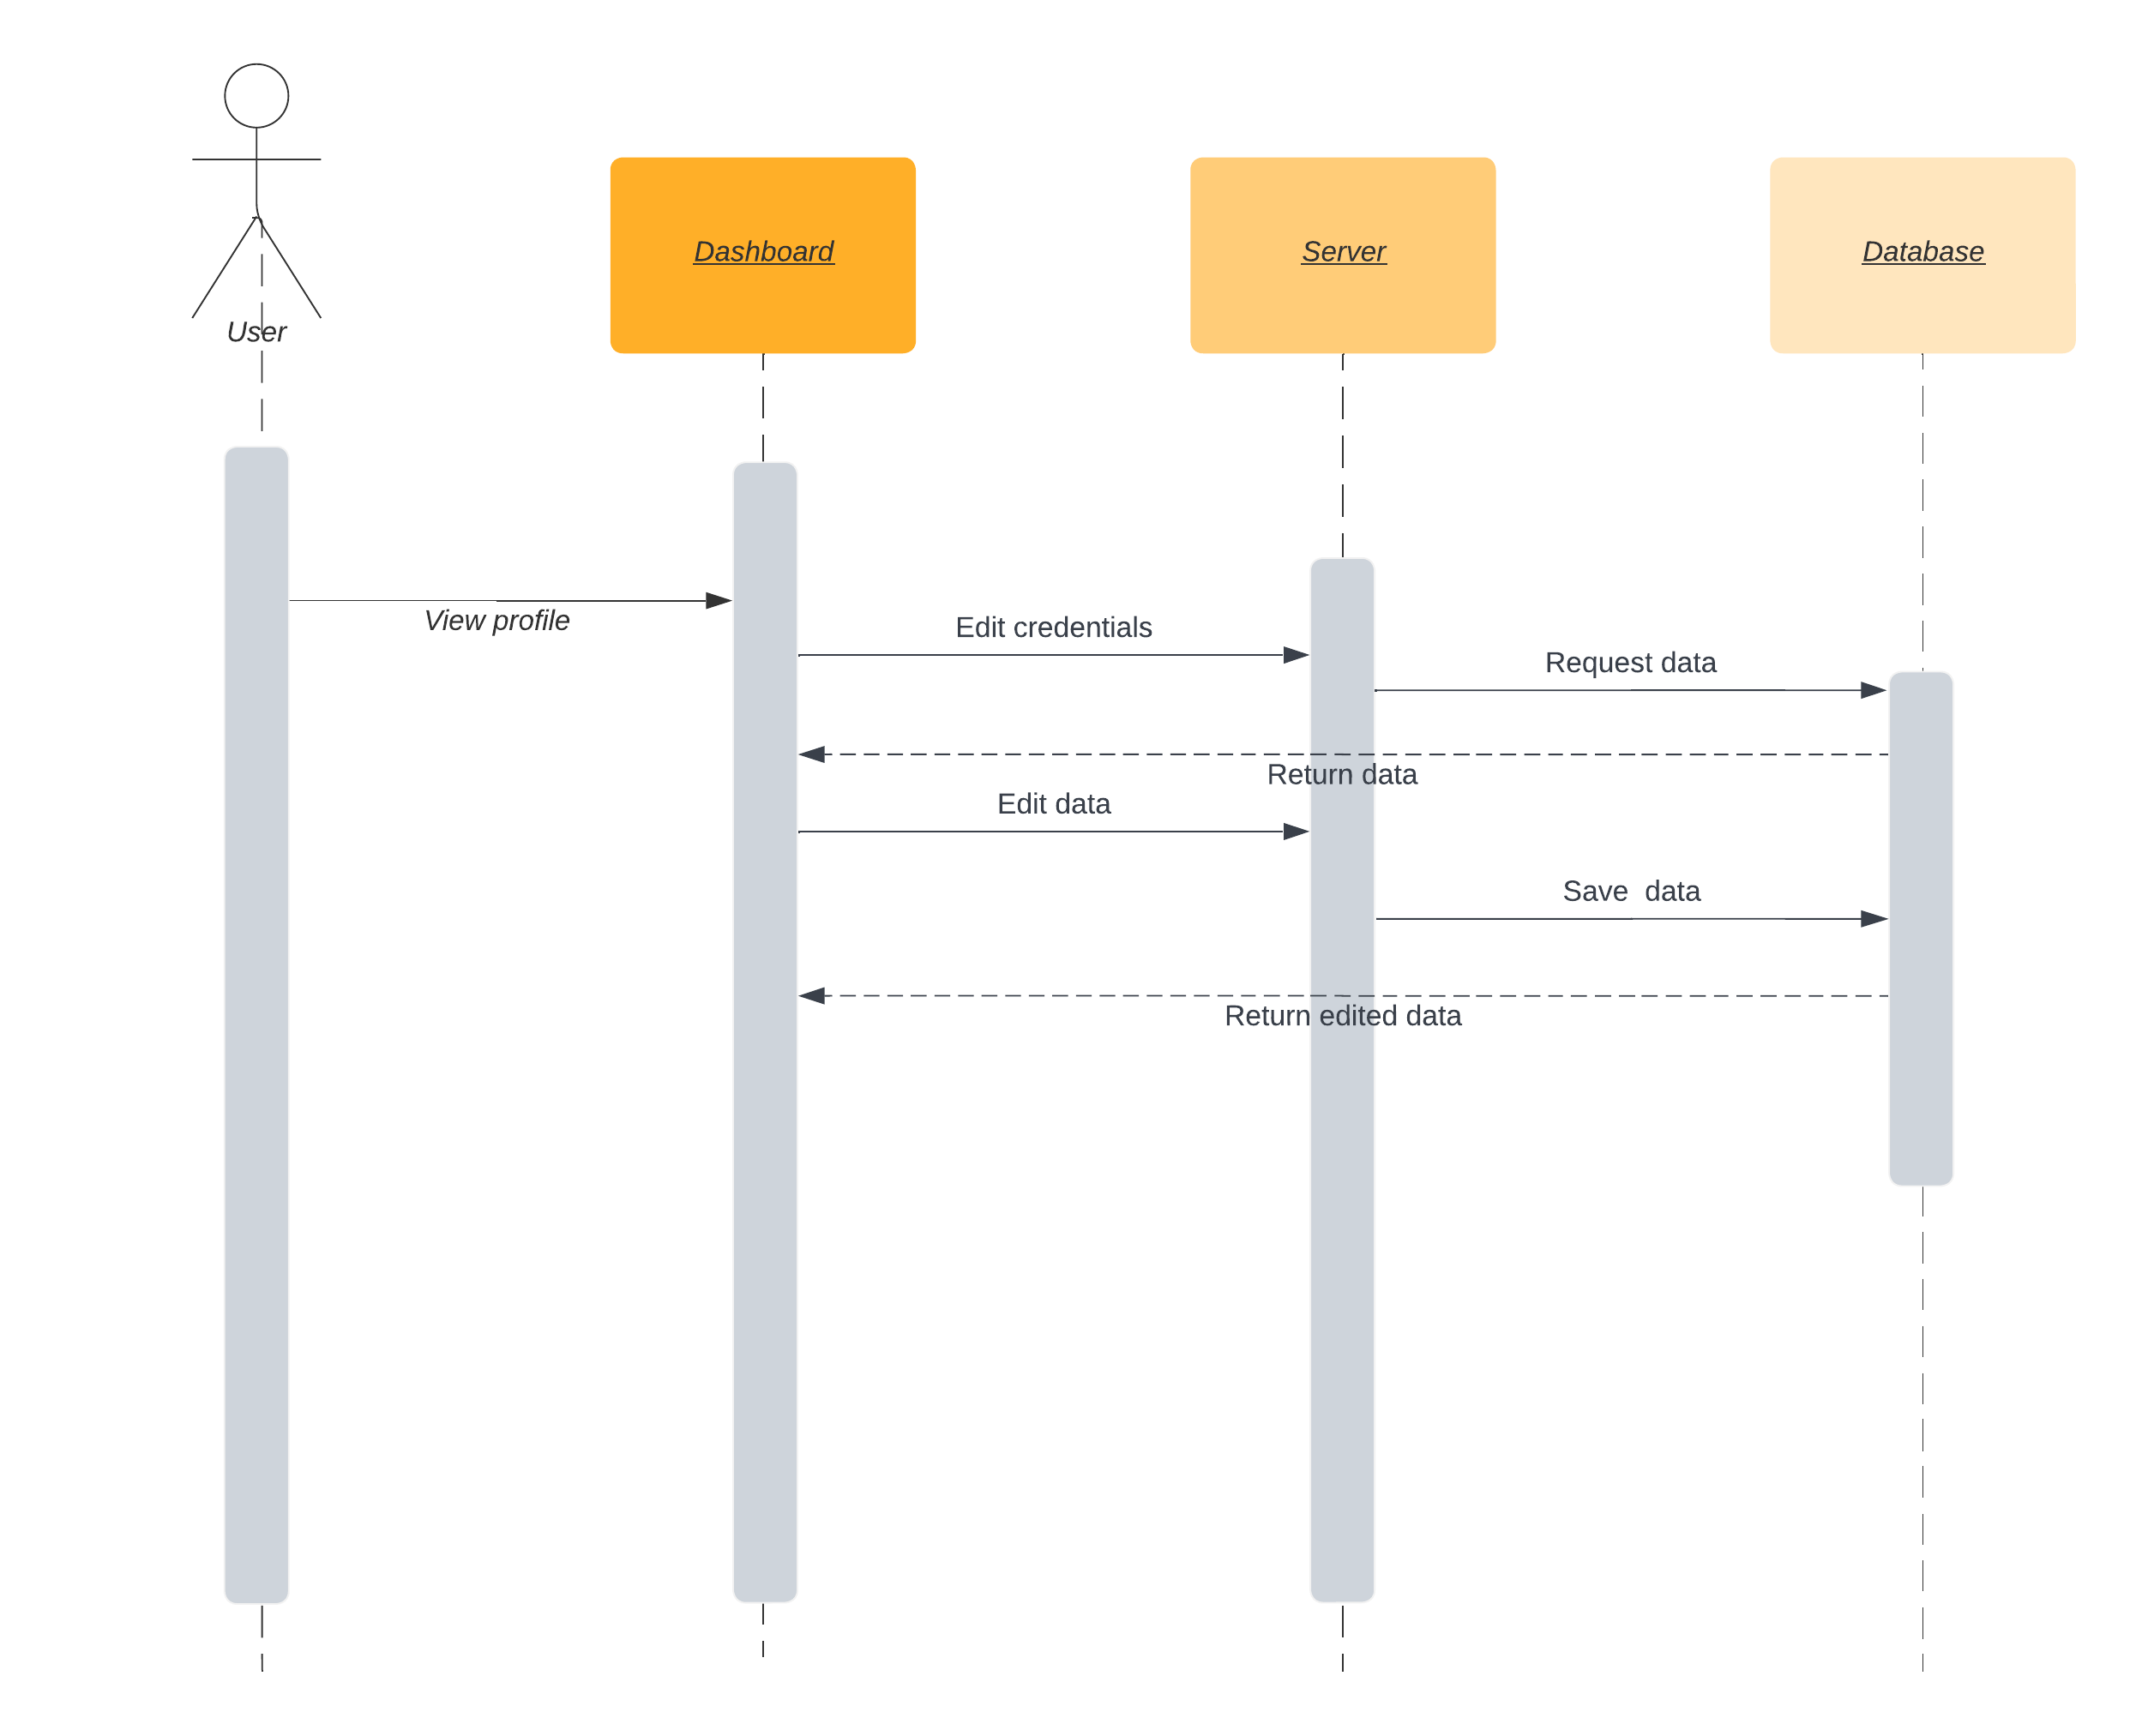 Dashboard
Server
Database
User
View profile
Edit credentials
Request data
Return data
Edit data
Save  data
Return edited data